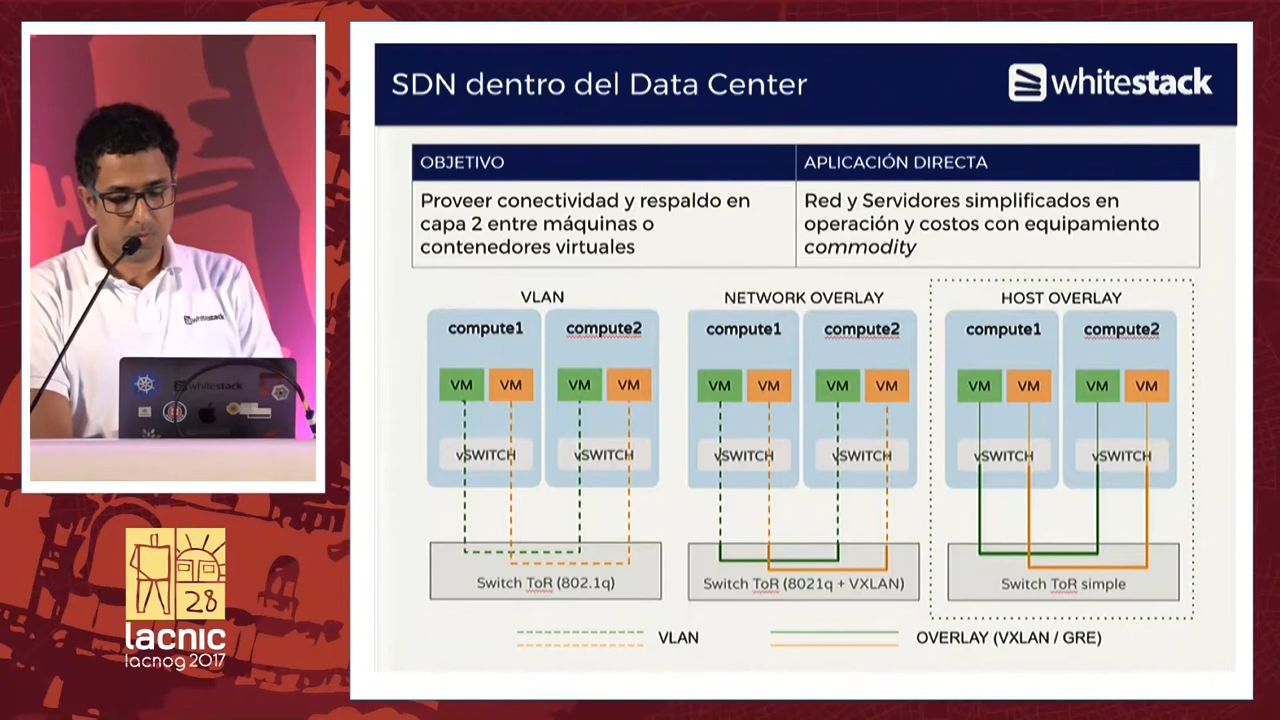 SDN dentro del Data Center
whitestack
OBJETIVO
APLICACIÓN DIRECTA
Proveer conectividad y respaldo en
capa 2 entre máquinas o
contenedores virtuales
Red y Servidores simplificados en
operación y costos con equipamiento
commodity
VLAN
NETWORK OVERLAY
HOST OVERLAY
compute1
compute2
compute1
compute2
compute1
compute2
VM
VM
VM
VM
VM
VM
VM
VM
VM
VM
VM
VM
vSWITCH
vSWITCH
vSWITCH
vSWITCH
vSWITCH
vSWITCH
Switch ToR (802.1q)
Switch ToR (8021q + VXLAN)
Switch ToR simple
VLAN
OVERLAY (VXLAN / GRE)
whitestack
whitestack
28
lacnic
lacnog 2017